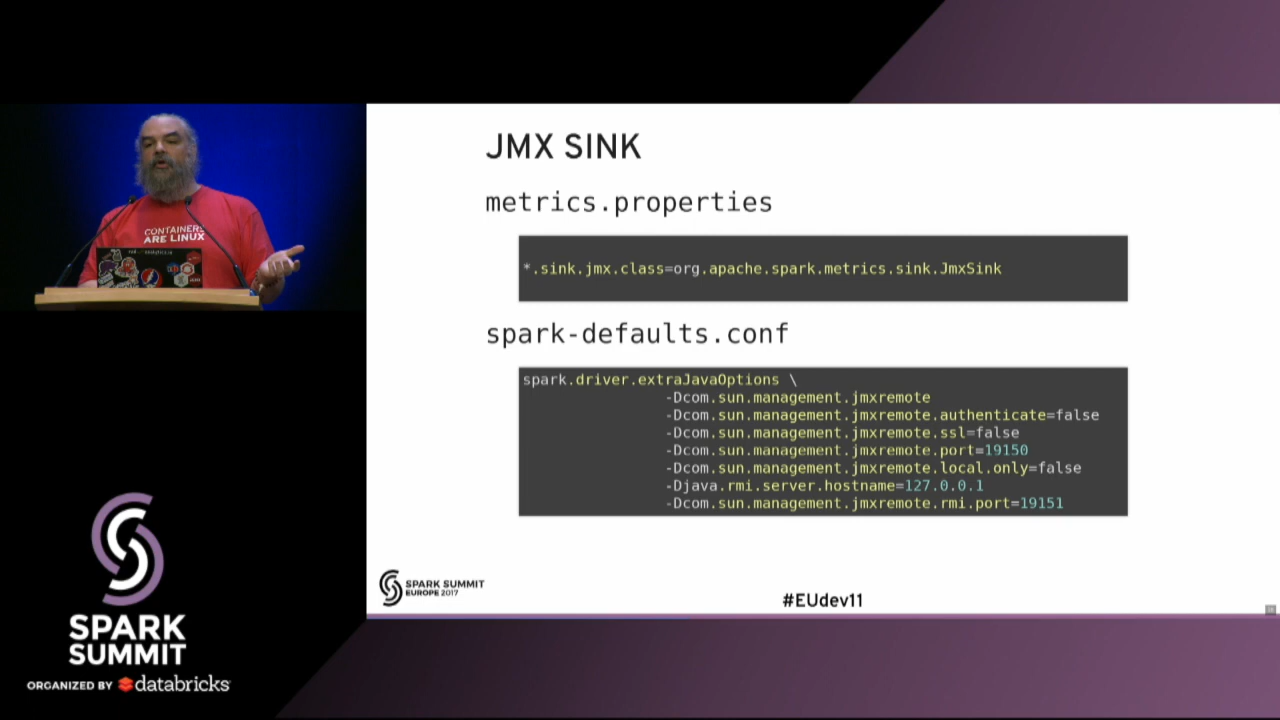 CONTAINERS
ARE LINUX
JMX SINK
metrics.properties
*.sink.jmx.class=org.apache.spark.metrics.sink.JmxSink
spark-defaults.conf
spark.driver.extraJavaOptions \
-Dcom.sun.management.jmxremote
-Dcom.sun.management.jmxremote.authenticate=false
-Dcom.sun.management.jmxremote.ssl=false
-Dcom.sun.management.jmxremote.port=19150
-Dcom.sun.management.jmxremote.local.only=false
-Djava.rmi.server.hostname=127.0.0.1
-Dcom.sun.management.jmxremote.rmi.port=19151
SPARK SUMMIT
EUROPE 2017
#EUdev11
SPARK
SUMMIT
ORGANIZED BY databricks